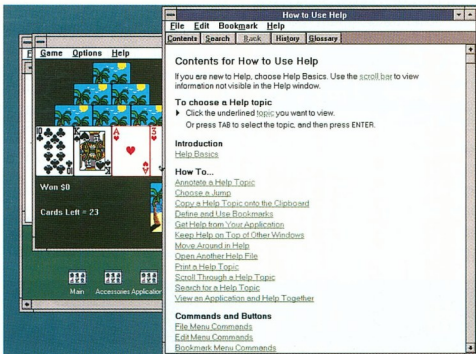 How to Use Help
File Edit Bookmark Help
Contents Search Back History Glossary
Contents for How to Use Help
If you are new to Help, choose Help Basics. Use the scroll bar to view
information not visible in the Help window.
To choose a Help topic
Click the underlined topic you want to view.
Or press TAB to select the topic, and then press ENTER.
Introduction
Help Basics
How To...
Annotate a Help Topic
Choose a Jump
Copy a Help Topic onto the Clipboard
Define and Use Bookmarks
Get Help from Your Application
Keep Help on Top of Other Windows
Move Around in Help
Open Another Help File
Print a Help Topic
Scroll Through a Help Topic
Search for a Help Topic
View an Application and Help Together
Commands and Buttons
File Menu Commands
Edit Menu Commands
Bookmark Menu Commands
F
Game Options Help
10 K A 3
Won $0
Cards Left = 23
Main Accessories Application